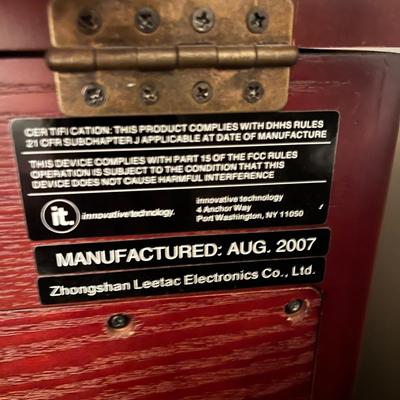 CERTIFICATION: THIS PRODUCT COMPLIES WITH DHHS RULES
21 CFR SUBCHAPTER J APPLICABLE AT DATE OF MANUFACTURE
THIS DEVICE COMPLIES WITH PART 15 OF THE FCC RULES
OPERATION IS SUBJECT TO THE CONDITION THAT THIS
DEVICE DOES NOT CAUSE HARMFUL INTERFERENCE
it. innovative technology.
innovative technology
4 Anchor Way
Port Washington, NY 11050
MANUFACTURED: AUG. 2007
Zhongshan Leetac Electronics Co., Ltd.